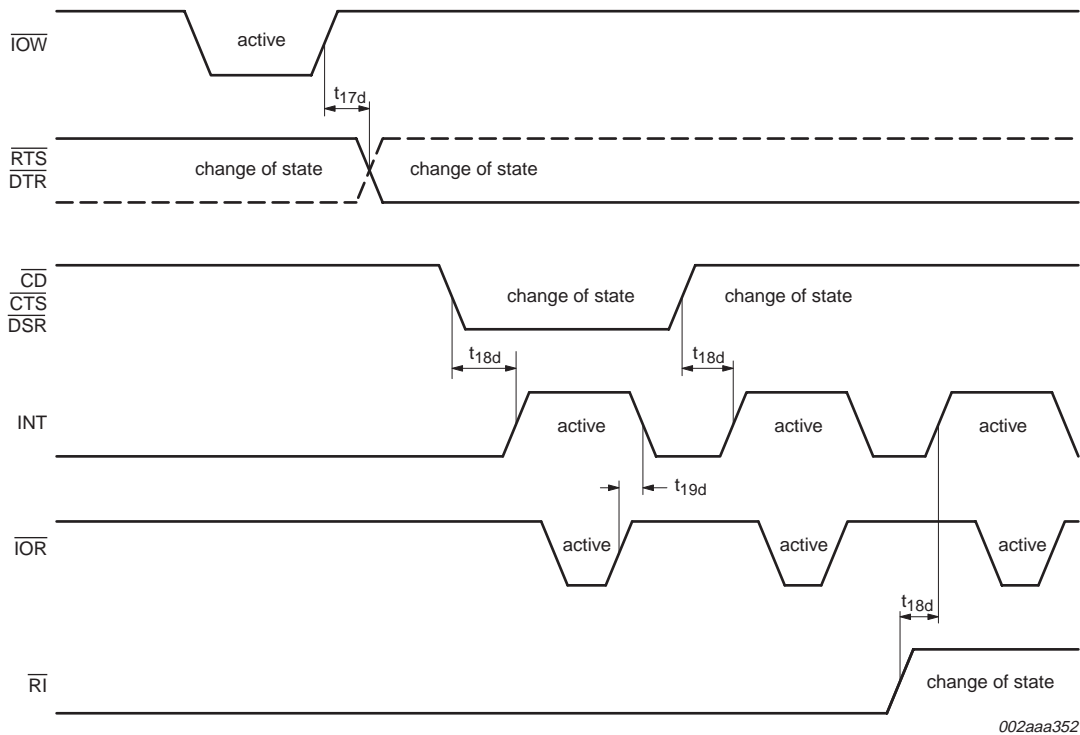 IOW
active
t17d
RTS
DTR
change of state
change of state
CD
CTS
DSR
change of state
change of state
t18d
t18d
INT
active
active
active
t19d
IOR
active
active
active
t18d
RI
change of state
002aaa352